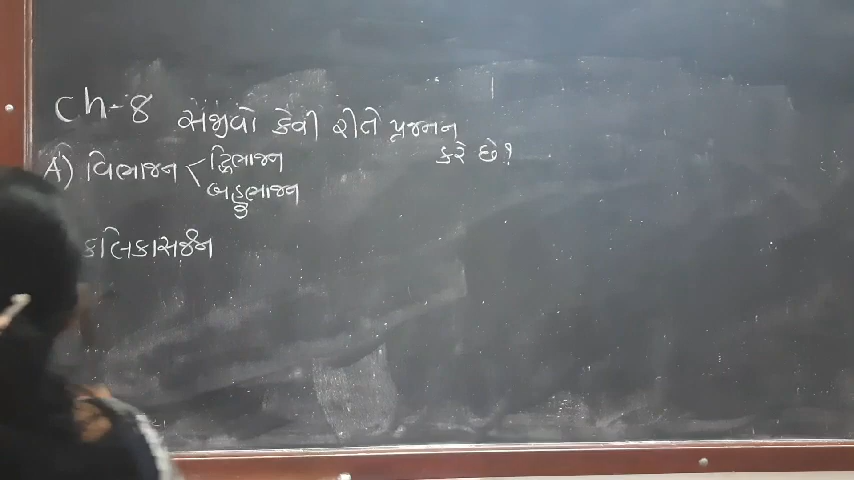 Ch-8 સજીવો કેવી રીતે પ્રજનન
કરે છે?
A) વિભાજન < દ્વિભાજન
બહુભાજન
કલિકાસર્જન